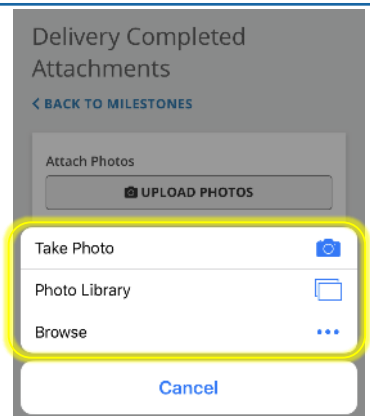 Delivery Completed
Attachments
< BACK TO MILESTONES
Attach Photos
UPLOAD PHOTOS
Take Photo
Photo Library
Browse
Cancel